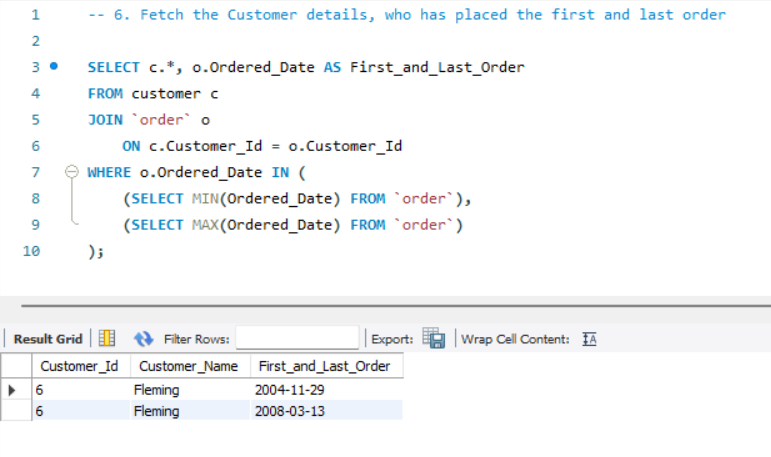 1 -- 6. Fetch the Customer details, who has placed the first and last order
2
3 SELECT c.*, o.Ordered_Date AS First_and_Last_Order
4 FROM customer c
5 JOIN `order` o
6 ON c.Customer_Id = o.Customer_Id
7 WHERE o.Ordered_Date IN (
8 (SELECT MIN(Ordered_Date) FROM `order`),
9 (SELECT MAX(Ordered_Date) FROM `order`)
10 );
Result Grid Filter Rows: Export: Wrap Cell Content: IA
Customer_Id Customer_Name First_and_Last_Order
6 Fleming 2004-11-29
6 Fleming 2008-03-13